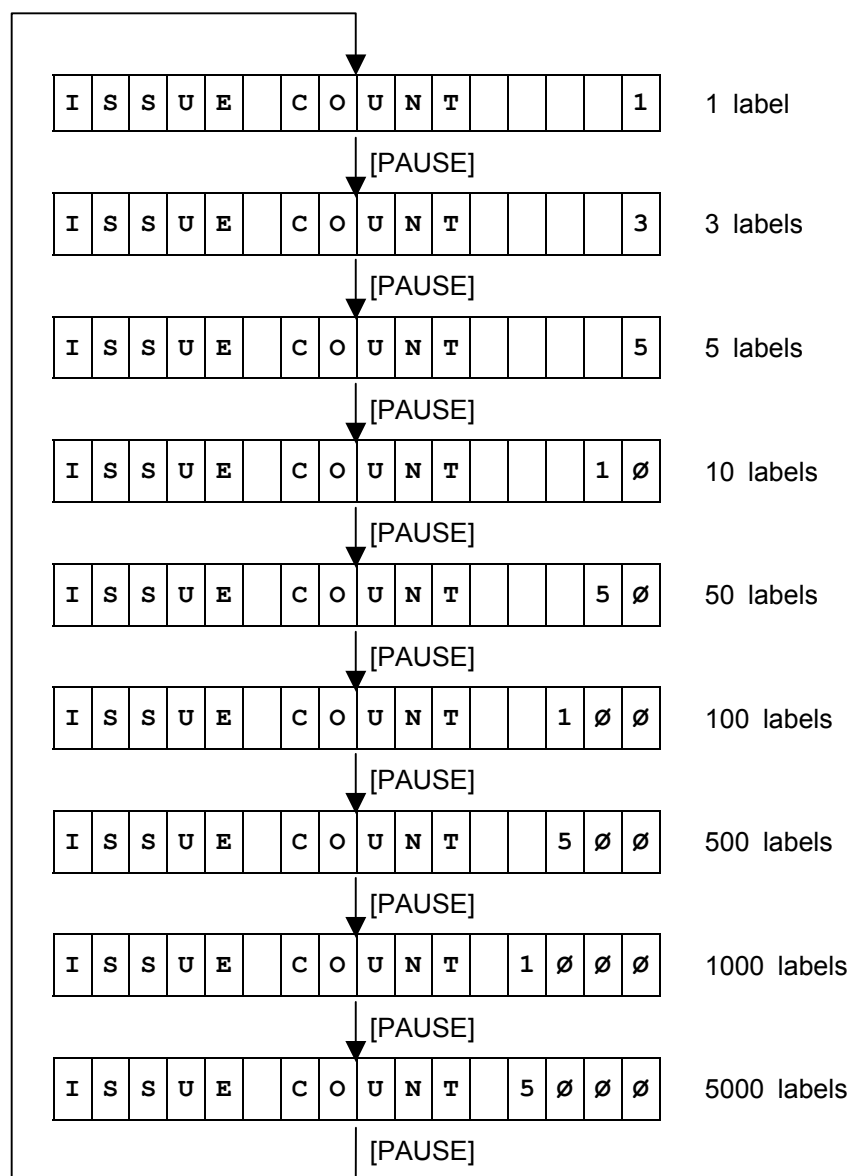 ISSUE COUNT 1 1 label
[PAUSE]
ISSUE COUNT 3 3 labels
[PAUSE]
ISSUE COUNT 5 5 labels
[PAUSE]
ISSUE COUNT 1Ø 10 labels
[PAUSE]
ISSUE COUNT 5Ø 50 labels
[PAUSE]
ISSUE COUNT 1ØØ 100 labels
[PAUSE]
ISSUE COUNT 5ØØ 500 labels
[PAUSE]
ISSUE COUNT 1ØØØ 1000 labels
[PAUSE]
ISSUE COUNT 5ØØØ 5000 labels
[PAUSE]